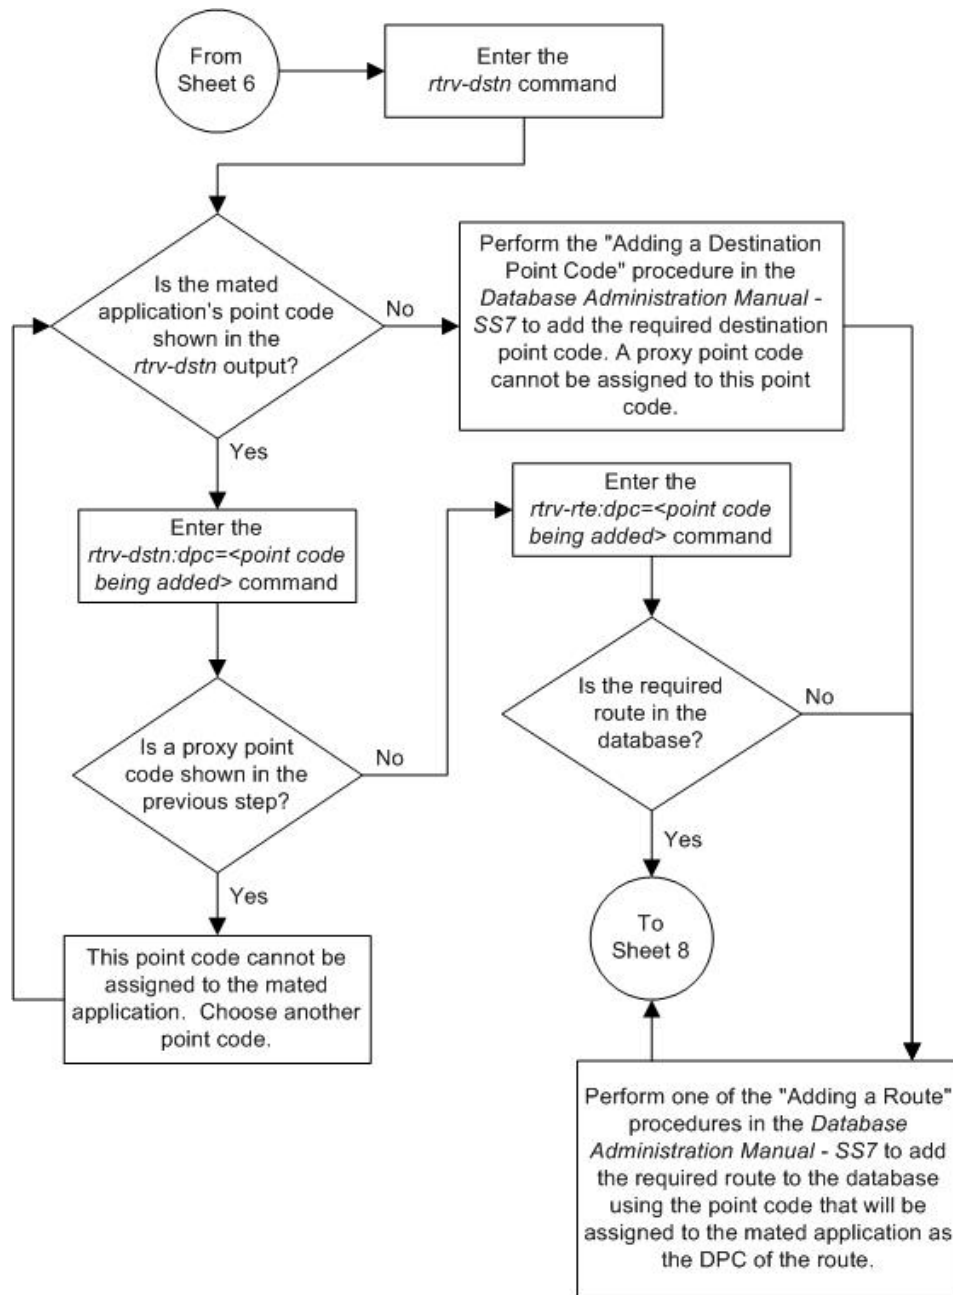 From
Sheet 6
Enter the
rtrv-dstn command
Is the mated
application's point code
shown in the
rtrv-dstn output?
No
Perform the "Adding a Destination
Point Code" procedure in the
Database Administration Manual -
SS7 to add the required destination
point code. A proxy point code
cannot be assigned to this point
code.
Yes
Enter the
rtrv-dstn:dpc=<point code
being added> command
Enter the
rtrv-rte:dpc=<point code
being added> command
Is a proxy point
code shown in the
previous step?
No
Is the required
route in the
database?
No
Yes
To
Sheet 8
Yes
This point code cannot be
assigned to the mated
application. Choose another
point code.
Perform one of the "Adding a Route"
procedures in the Database
Administration Manual - SS7 to add
the required route to the database
using the point code that will be
assigned to the mated application as
the DPC of the route.